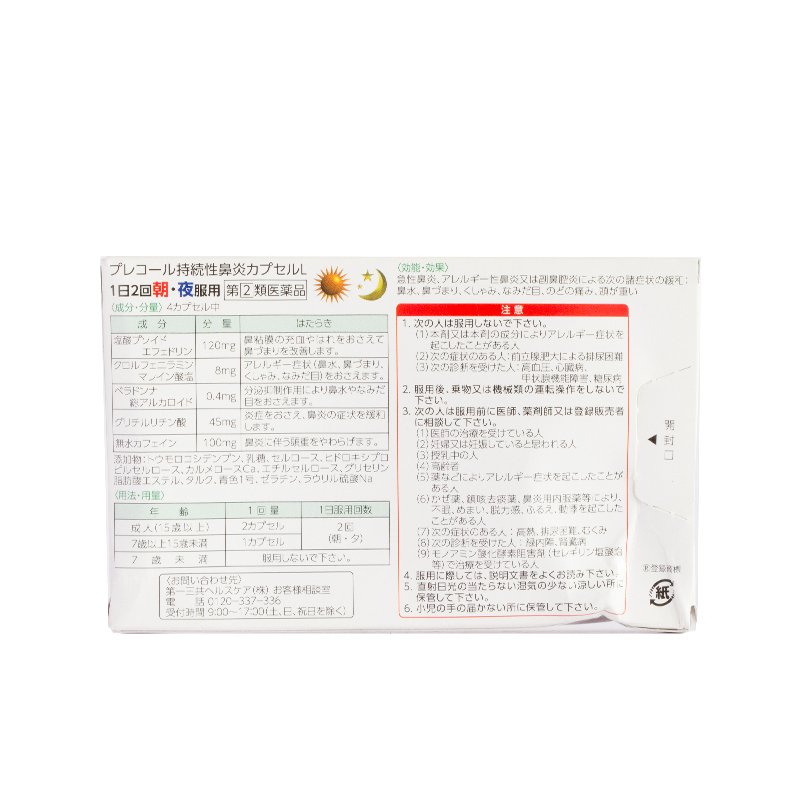 プレコール持続性鼻炎カプセルL
1日2回朝・夜服用 指②類医薬品
〈成分・分量〉4カプセル中
成分 分量 はたらき
塩酸プソイドエフェドリン 120mg 鼻粘膜の充血やはれをおさえて鼻づまりを改善します。
クロルフェニラミンマレイン酸塩 8mg アレルギー症状(鼻水、鼻づまり、くしゃみ、なみだ目)をおさえます。
ベラドンナ総アルカロイド 0.4mg 分泌抑制作用により鼻水やなみだ目をおさえます。
グリチルリチン酸 45mg 炎症をおさえ、鼻炎の症状を緩和します。
無水カフェイン 100mg 鼻炎に伴う頭重をやわらげます。
添加物:トウモロコシデンプン、乳糖、セルロース、ヒドロキシプロ
ピルセルロース、カルメロースCa、エチルセルロース、グリセリン
脂肪酸エステル、タルク、青色1号、ゼラチン、ラウリル硫酸Na
〈用法・用量〉
年齢 1回量 1日服用回数
成人(15歳以上) 2カプセル 2回(朝・夕)
7歳以上15歳未満 1カプセル
7歳未満 服用しないで下さい。
〈お問い合わせ先〉
第一三共ヘルスケア(株) お客様相談室
電話 0120-337-336
受付時間 9:00〜17:00(土、日、祝日を除く)
〈効能・効果〉
急性鼻炎、アレルギー性鼻炎又は副鼻腔炎による次の諸症状の緩和:
鼻水、鼻づまり、くしゃみ、なみだ目、のどの痛み、頭が重い
注意
1. 次の人は服用しないで下さい。
(1)本剤又は本剤の成分によりアレルギー症状を
起こしたことがある人
(2)次の症状のある人:前立腺肥大による排尿困難
(3)次の診断を受けた人:高血圧、心臓病、
甲状腺機能障害、糖尿病
2. 服用後、乗物又は機械類の運転操作をしないで
下さい。
3. 次の人は服用前に医師、薬剤師又は登録販売者
に相談して下さい。
(1)医師の治療を受けている人
(2)妊婦又は妊娠していると思われる人
(3)授乳中の人
(4)高齢者
(5)薬などによりアレルギー症状を起こしたことが
ある人
(6)かぜ薬、鎮咳去痰薬、鼻炎用内服薬等により、
不眠、めまい、脱力感、ふるえ、動悸を起こした
ことがある人
(7)次の症状のある人:高熱、排尿困難、むくみ
(8)次の診断を受けた人:緑内障、腎臓病
(9)モノアミン酸化酵素阻害剤(セレギリン塩酸塩
等)で治療を受けている人
4. 服用に際しては、説明文書をよくお読み下さい。
5. 直射日光の当たらない湿気の少ない涼しい所に
保管して下さい。
6. 小児の手の届かない所に保管して下さい。
◀開封口
®登録商標
紙